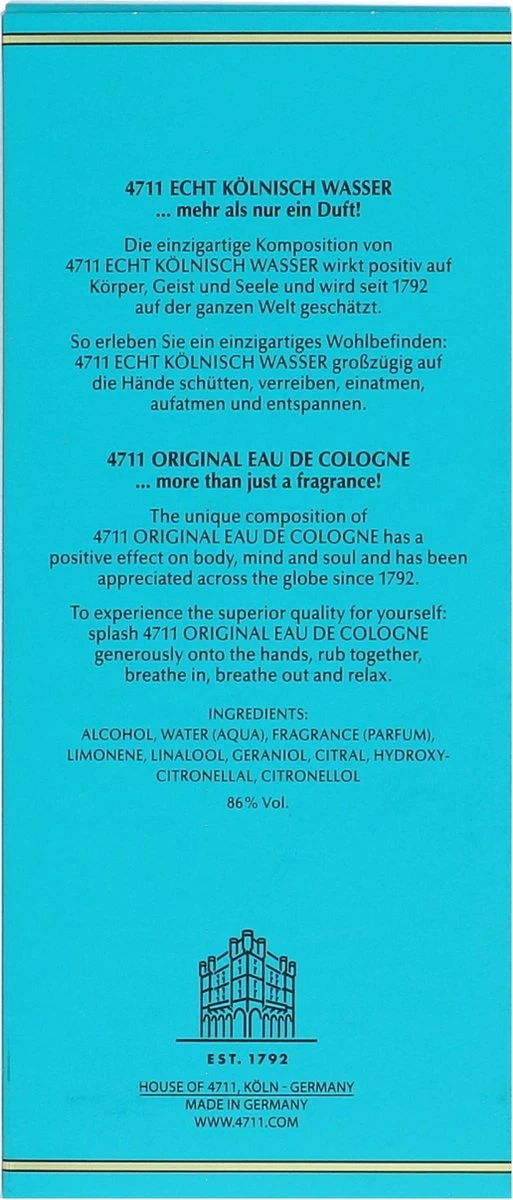 4711 ECHT KÖLNISCH WASSER
... mehr als nur ein Duft!
Die einzigartige Komposition von
4711 ECHT KÖLNISCH WASSER wirkt positiv auf
Körper, Geist und Seele und wird seit 1792
auf der ganzen Welt geschätzt.
So erleben Sie ein einzigartiges Wohlbefinden:
4711 ECHT KÖLNISCH WASSER großzügig auf
die Hände schütten, verreiben, einatmen,
aufatmen und entspannen.
4711 ORIGINAL EAU DE COLOGNE
... more than just a fragrance!
The unique composition of
4711 ORIGINAL EAU DE COLOGNE has a
positive effect on body, mind and soul and has been
appreciated across the globe since 1792.
To experience the superior quality for yourself:
splash 4711 ORIGINAL EAU DE COLOGNE
generously onto the hands, rub together,
breathe in, breathe out and relax.
INGREDIENTS:
ALCOHOL, WATER (AQUA), FRAGRANCE (PARFUM),
LIMONENE, LINALOOL, GERANIOL, CITRAL, HYDROXY-
CITRONELLAL, CITRONELLOL
86% Vol.
EST. 1792
HOUSE OF 4711, KÖLN - GERMANY
MADE IN GERMANY
WWW.4711.COM